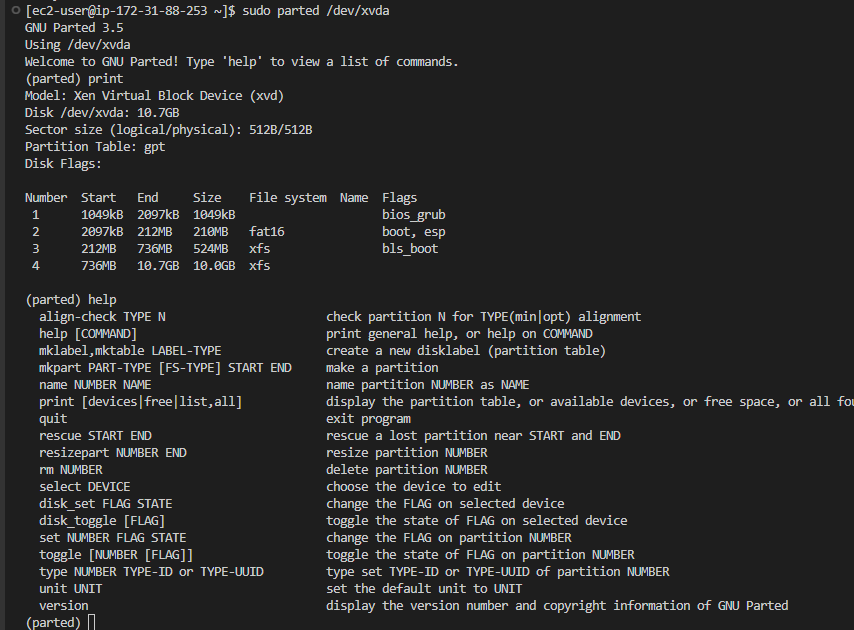 [ec2-user@ip-172-31-88-253 ~]$ sudo parted /dev/xvda
GNU Parted 3.5
Using /dev/xvda
Welcome to GNU Parted! Type 'help' to view a list of commands.
(parted) print
Model: Xen Virtual Block Device (xvd)
Disk /dev/xvda: 10.7GB
Sector size (logical/physical): 512B/512B
Partition Table: gpt
Disk Flags:

Number  Start   End     Size    File system  Name  Flags
 1      1049kB  2097kB  1049kB                     bios_grub
 2      2097kB  212MB   210MB   fat16              boot, esp
 3      212MB   736MB   524MB   xfs                bls_boot
 4      736MB   10.7GB  10.0GB  xfs

(parted) help
  align-check TYPE N                       check partition N for TYPE(min|opt) alignment
  help [COMMAND]                           print general help, or help on COMMAND
  mklabel,mktable LABEL-TYPE               create a new disklabel (partition table)
  mkpart PART-TYPE [FS-TYPE] START END     make a partition
  name NUMBER NAME                         name partition NUMBER as NAME
  print [devices|free|list,all]            display the partition table, or available devices, or free space, or all fou
  quit                                     exit program
  rescue START END                         rescue a lost partition near START and END
  resizepart NUMBER END                    resize partition NUMBER
  rm NUMBER                                delete partition NUMBER
  select DEVICE                            choose the device to edit
  disk_set FLAG STATE                      change the FLAG on selected device
  disk_toggle [FLAG]                       toggle the state of FLAG on selected device
  set NUMBER FLAG STATE                    change the FLAG on partition NUMBER
  toggle [NUMBER [FLAG]]                   toggle the state of FLAG on partition NUMBER
  type NUMBER TYPE-ID or TYPE-UUID         type set TYPE-ID or TYPE-UUID of partition NUMBER
  unit UNIT                                set the default unit to UNIT
  version                                  display the version number and copyright information of GNU Parted
(parted)